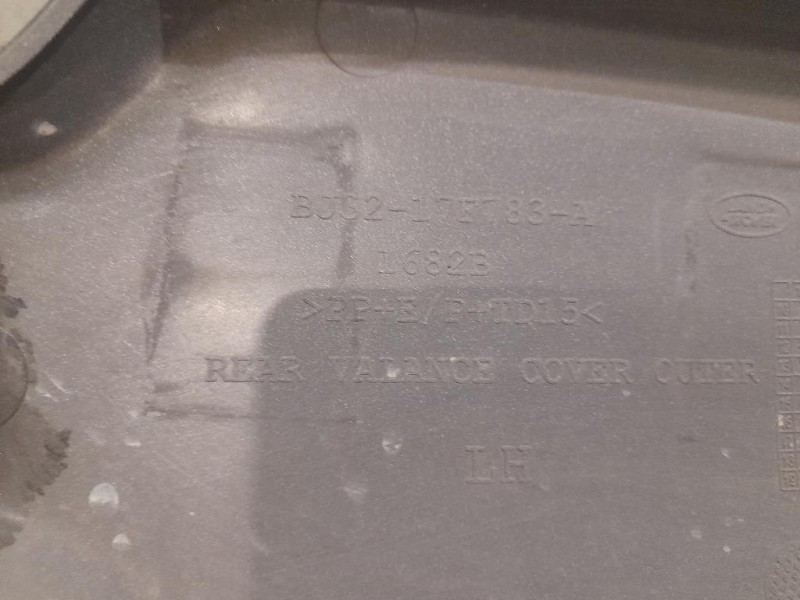 BJ32-17F783-A
L682B
>PP+E/P+TD15<
REAR VALANCE COVER OUTER
LH